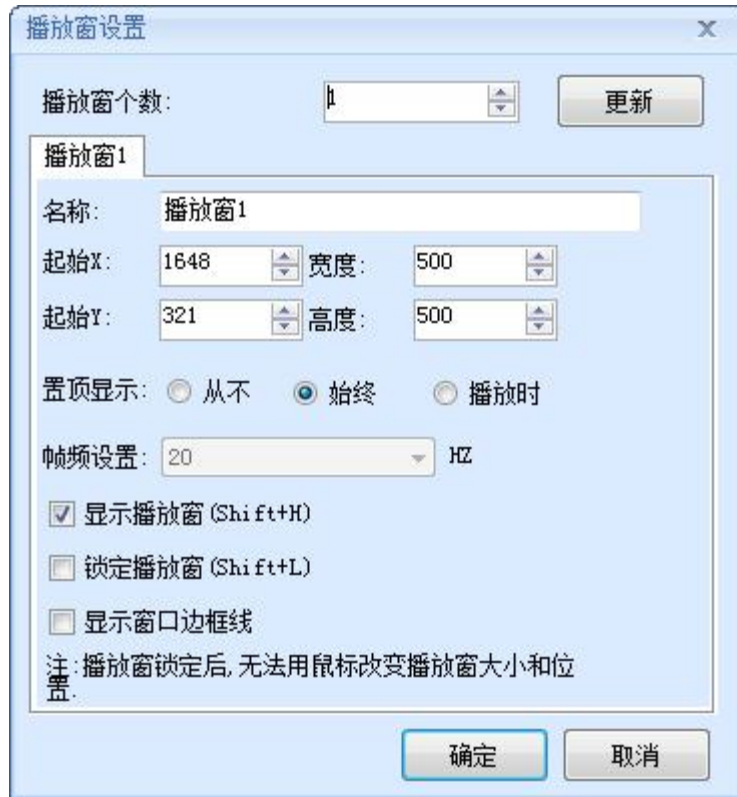 播放窗设置
播放窗个数: 1 更新
播放窗1
名称: 播放窗1
起始X: 1648 宽度: 500
起始Y: 321 高度: 500
置顶显示: 从不 始终 播放时
帧频设置: 20 HZ
显示播放窗(Shift+H)
锁定播放窗(Shift+L)
显示窗口边框线
注:播放窗锁定后,无法用鼠标改变播放窗大小和位
置.
确定 取消